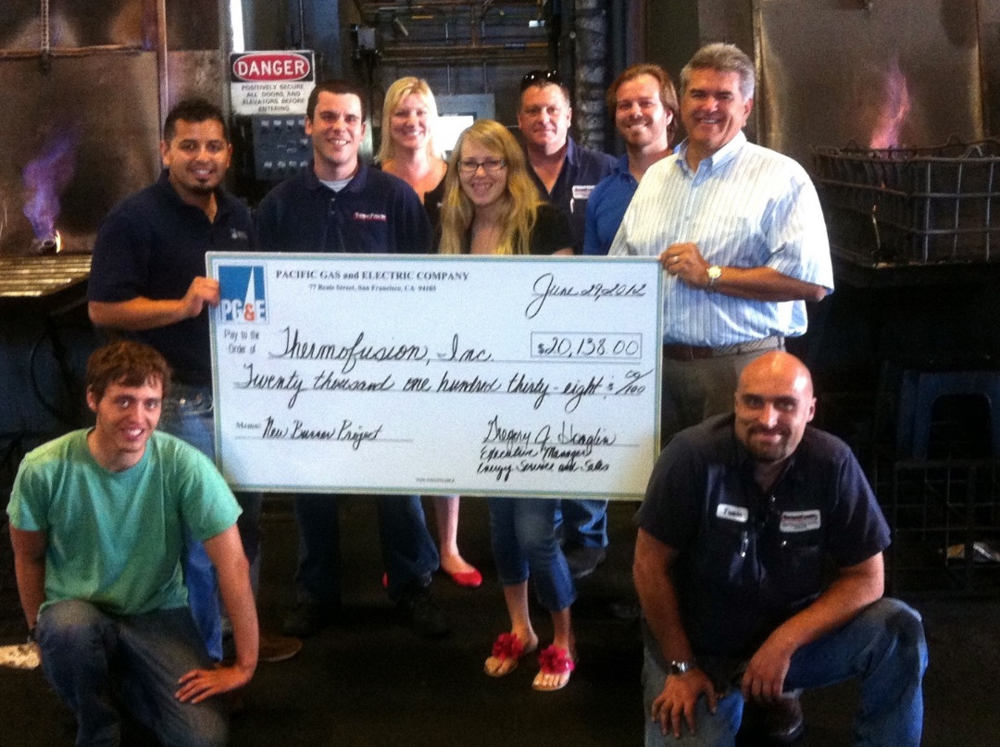 DANGER
POSITIVELY SECURE
ALL DOORS AND
ELEVATORS BEFORE
ENTERING
PG&E
PACIFIC GAS and ELECTRIC COMPANY
77 Beale Street, San Francisco, CA 94105
June 29, 2012
Pay to the
Order of
Thermofusion, Inc.
$20,138.00
Twenty thousand one hundred thirty-eight & 00/100
Memo: New Burner Project
Gregory J.
Executive Manager
Energy Service and Sales